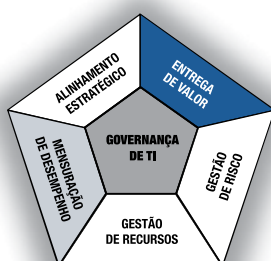 ALINHAMENTO
ESTRATÉGICO
ENTREGA
DE VALOR
MENSURAÇÃO
DE DESEMPENHO
GOVERNANÇA
DE TI
GESTÃO
DE RISCO
GESTÃO
DE RECURSOS